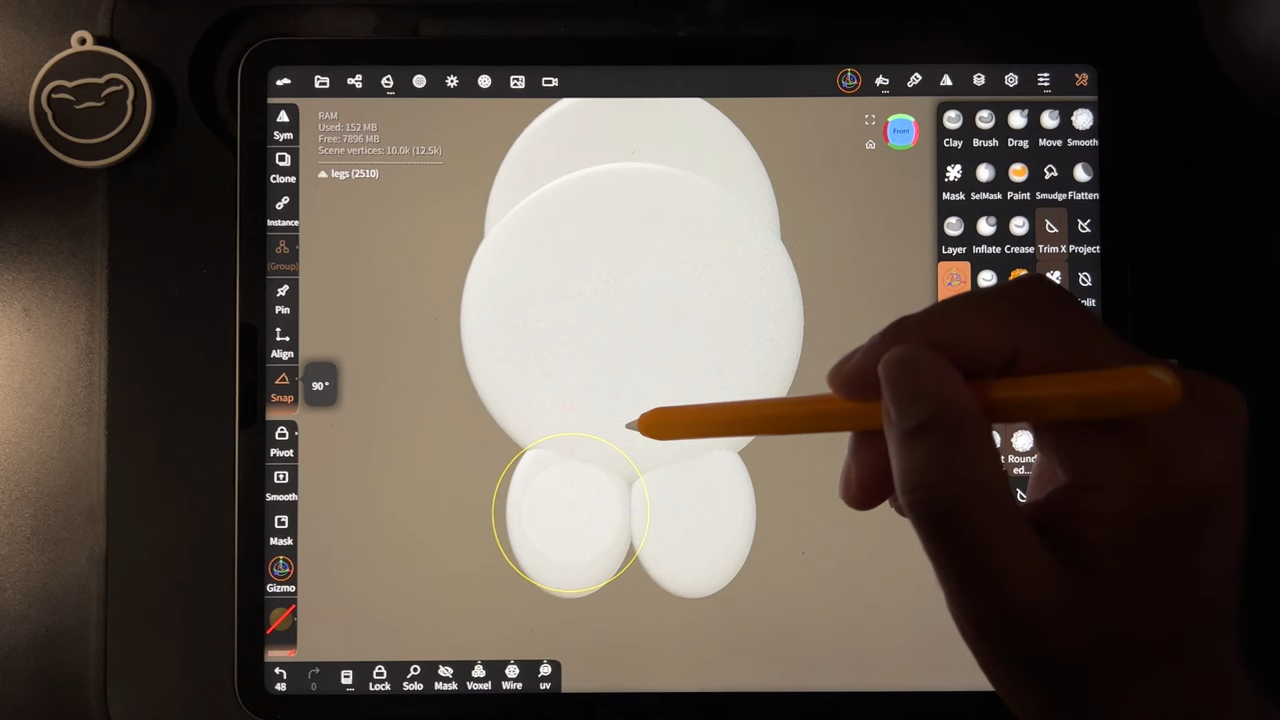 RAM
Used: 152 MB
Free: 7896 MB
Scene vertices: 10.0k (12.5k)
legs (2510)
Front
Sym
Clone
Instance
(Group)
Pin
Align
Snap
90°
Pivot
Smooth
Mask
Gizmo
Clay Brush Drag Move Smooth
Mask SelMask Paint Smudge Flatten
Layer Inflate Crease Trim X Project
Round
ed...
48 0 Lock Solo Mask Voxel Wire uv